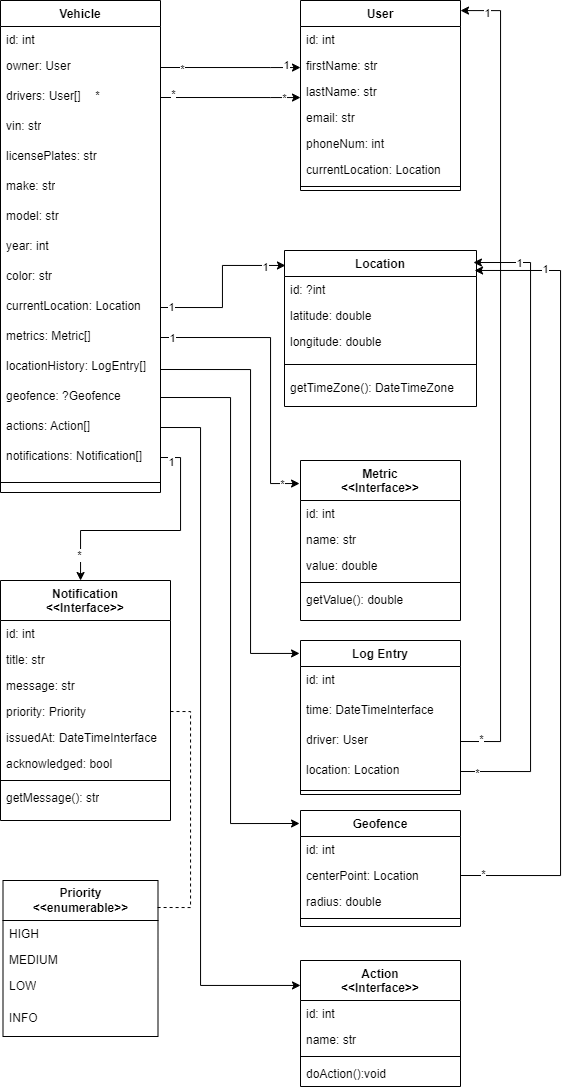 Vehicle
id: int
owner: User
drivers: User[] *
vin: str
licensePlates: str
make: str
model: str
year: int
color: str
currentLocation: Location
metrics: Metric[]
locationHistory: LogEntry[]
geofence: ?Geofence
actions: Action[]
notifications: Notification[]
* 1
* *
1 1
1
*
1
*
User
id: int
firstName: str
lastName: str
email: str
phoneNum: int
currentLocation: Location
1
Location
id: ?int
latitude: double
longitude: double
getTimeZone(): DateTimeZone
1
1
Metric
<<Interface>>
id: int
name: str
value: double
getValue(): double
Notification
<<Interface>>
id: int
title: str
message: str
priority: Priority
issuedAt: DateTimeInterface
acknowledged: bool
getMessage(): str
Log Entry
id: int
time: DateTimeInterface
driver: User
location: Location
*
*
Geofence
id: int
centerPoint: Location
radius: double
*
Priority
<<enumerable>>
HIGH
MEDIUM
LOW
INFO
Action
<<Interface>>
id: int
name: str
doAction():void